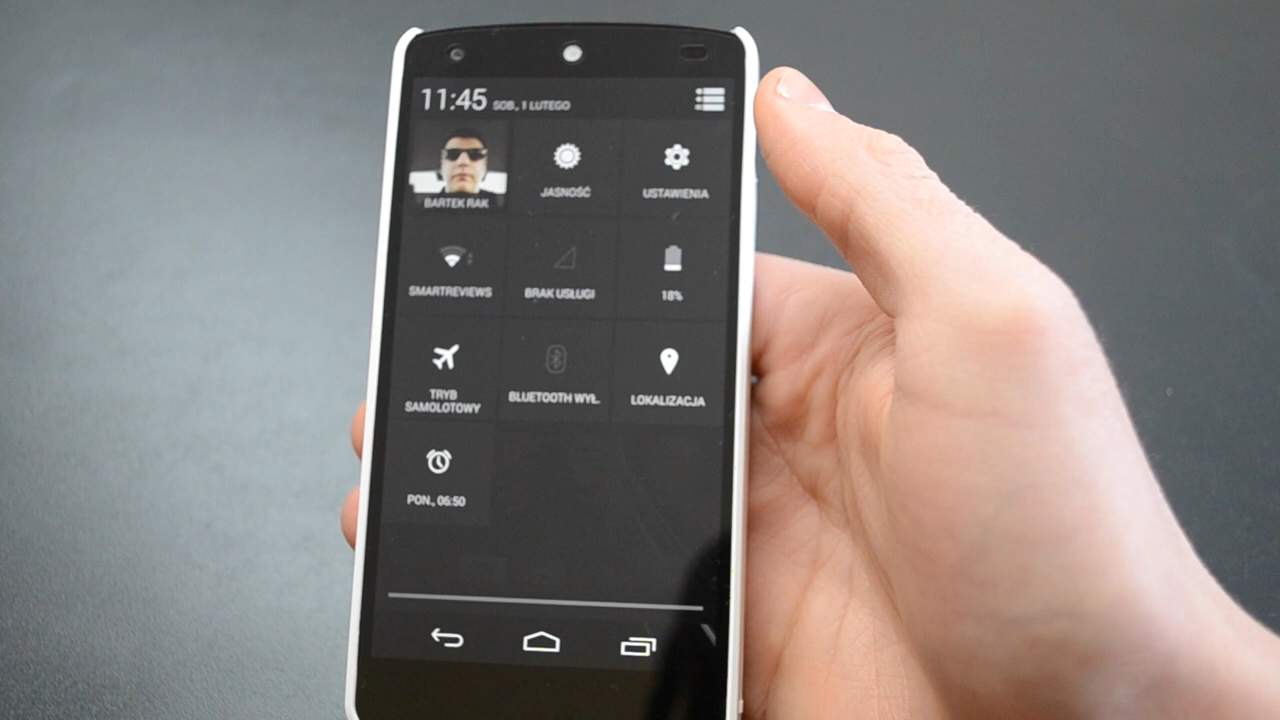 11:45 SOB., 1 LUTEGO
BARTEK RAK
JASNOŚĆ
USTAWIENIA
SMARTREVIEWS
BRAK USŁUGI
18%
TRYB
SAMOLOTOWY
BLUETOOTH WYŁ.
LOKALIZACJA
PON., 06:50